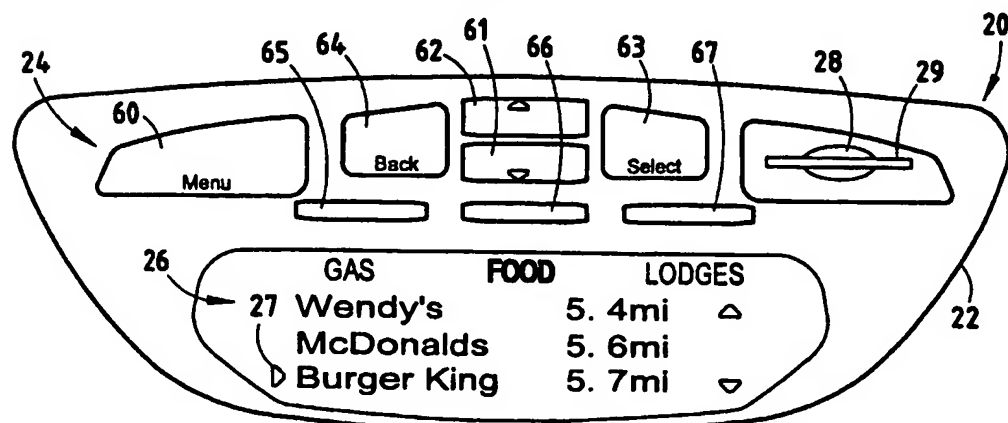 61
64 62 66 63 67 20
65 28 29
24
60
Back Select
Menu
26 GAS FOOD LODGES
27 Wendy's 5. 4mi 22
McDonalds 5. 6mi
Burger King 5. 7mi